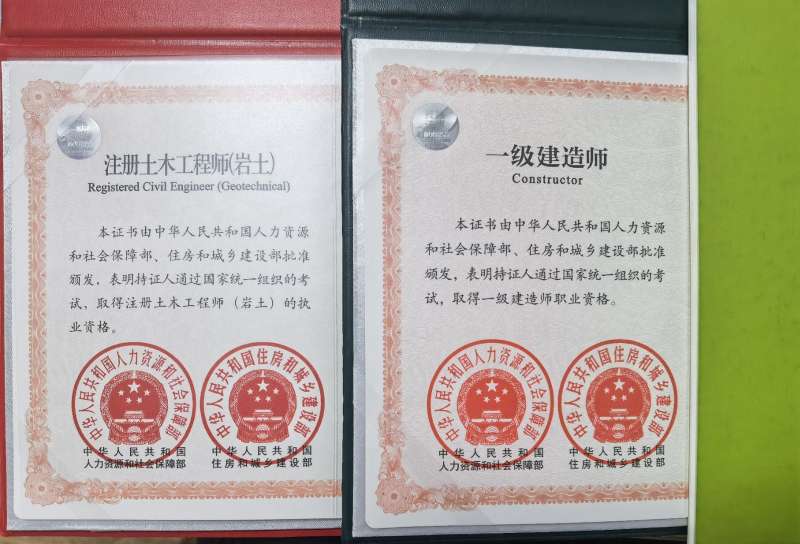 注册土木工程师(岩土)
Registered Civil Engineer (Geotechnical)
本证书由中华人民共和国人力资源
和社会保障部、住房和城乡建设部批准
颁发，表明持证人通过国家统一组织的考
试，取得注册土木工程师（岩土）的执
业资格。
中华人民共和国人力资源和社会保障部
中华人民共和国住房和城乡建设部
中华人民共和国
人力资源和社会保障部
中华人民共和国
住房和城乡建设部
一级建造师
Constructor
本证书由中华人民共和国人力资源
和社会保障部、住房和城乡建设部批准
颁发，表明持证人通过国家统一组织的考
试，取得一级建造师职业资格。
中华人民共和国人力资源和社会保障部
中华人民共和国住房和城乡建设部
中华人民共和国
人力资源和社会保障部
中华人民共和国
住房和城乡建设部